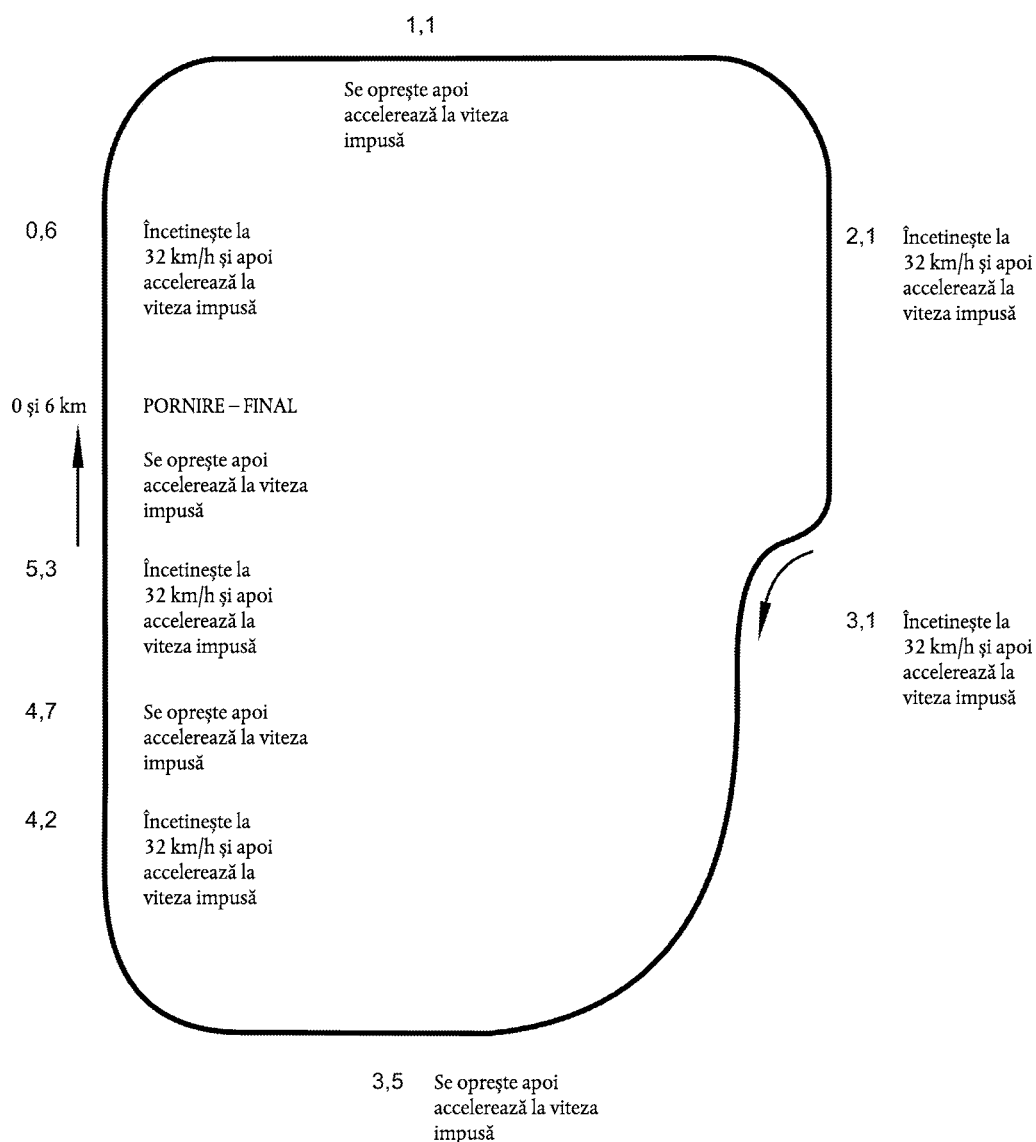 1,1
Se oprește apoi
accelerează la viteza
impusă
0,6
Încetinește la
32 km/h și apoi
accelerează la
viteza impusă
2,1
Încetinește la
32 km/h și apoi
accelerează la
viteza impusă
0 și 6 km
PORNIRE – FINAL
Se oprește apoi
accelerează la viteza
impusă
5,3
Încetinește la
32 km/h și apoi
accelerează la
viteza impusă
3,1
Încetinește la
32 km/h și apoi
accelerează la
viteza impusă
4,7
Se oprește apoi
accelerează la viteza
impusă
4,2
Încetinește la
32 km/h și apoi
accelerează la
viteza impusă
3,5
Se oprește apoi
accelerează la viteza
impusă